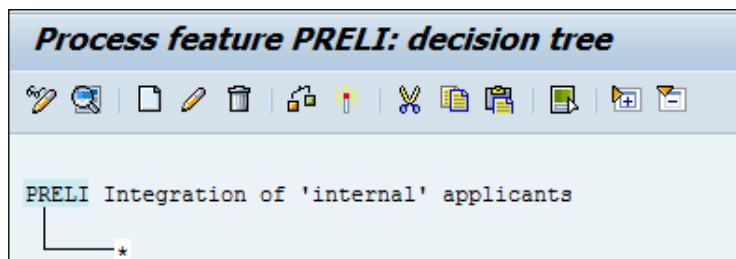 Process feature PRELI: decision tree
PRELI Integration of 'internal' applicants
*